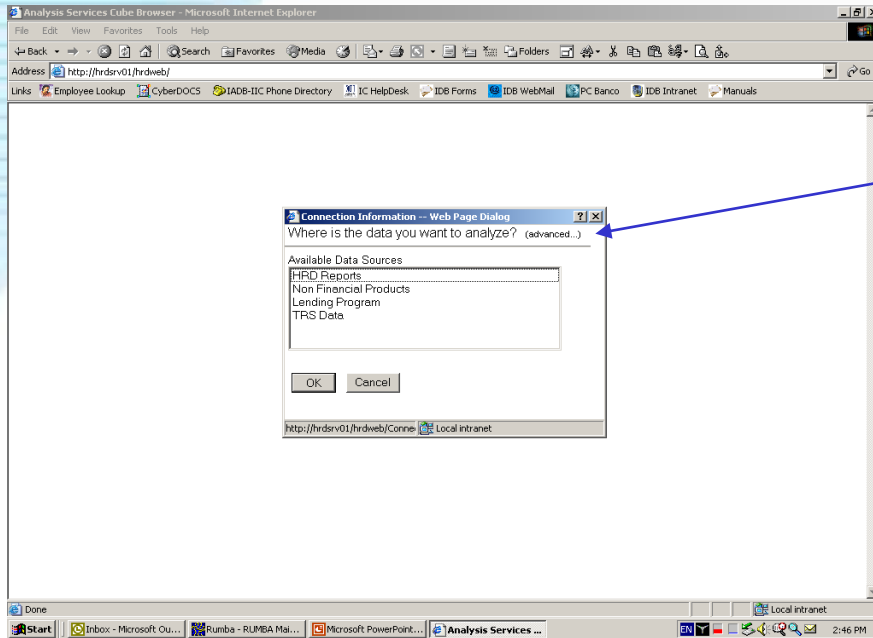 Analysis Services Cube Browser - Microsoft Internet Explorer
File Edit View Favorites Tools Help
Back Search Favorites Media Folders
Address http://hrdsrv01/hrdweb/ Go
Links Employee Lookup CyberDOCS IADB-IIC Phone Directory IC HelpDesk IDB Forms IDB WebMail PC Banco IDB Intranet Manuals
Connection Information -- Web Page Dialog
Where is the data you want to analyze? (advanced...)
Available Data Sources
HRD Reports
Non Financial Products
Lending Program
TRS Data
OK Cancel
http://hrdsrv01/hrdweb/Conne Local intranet
Done Local intranet
Start Inbox - Microsoft Ou... Rumba - RUMBA Mai... Microsoft PowerPoint... Analysis Services ... EN 2:46 PM